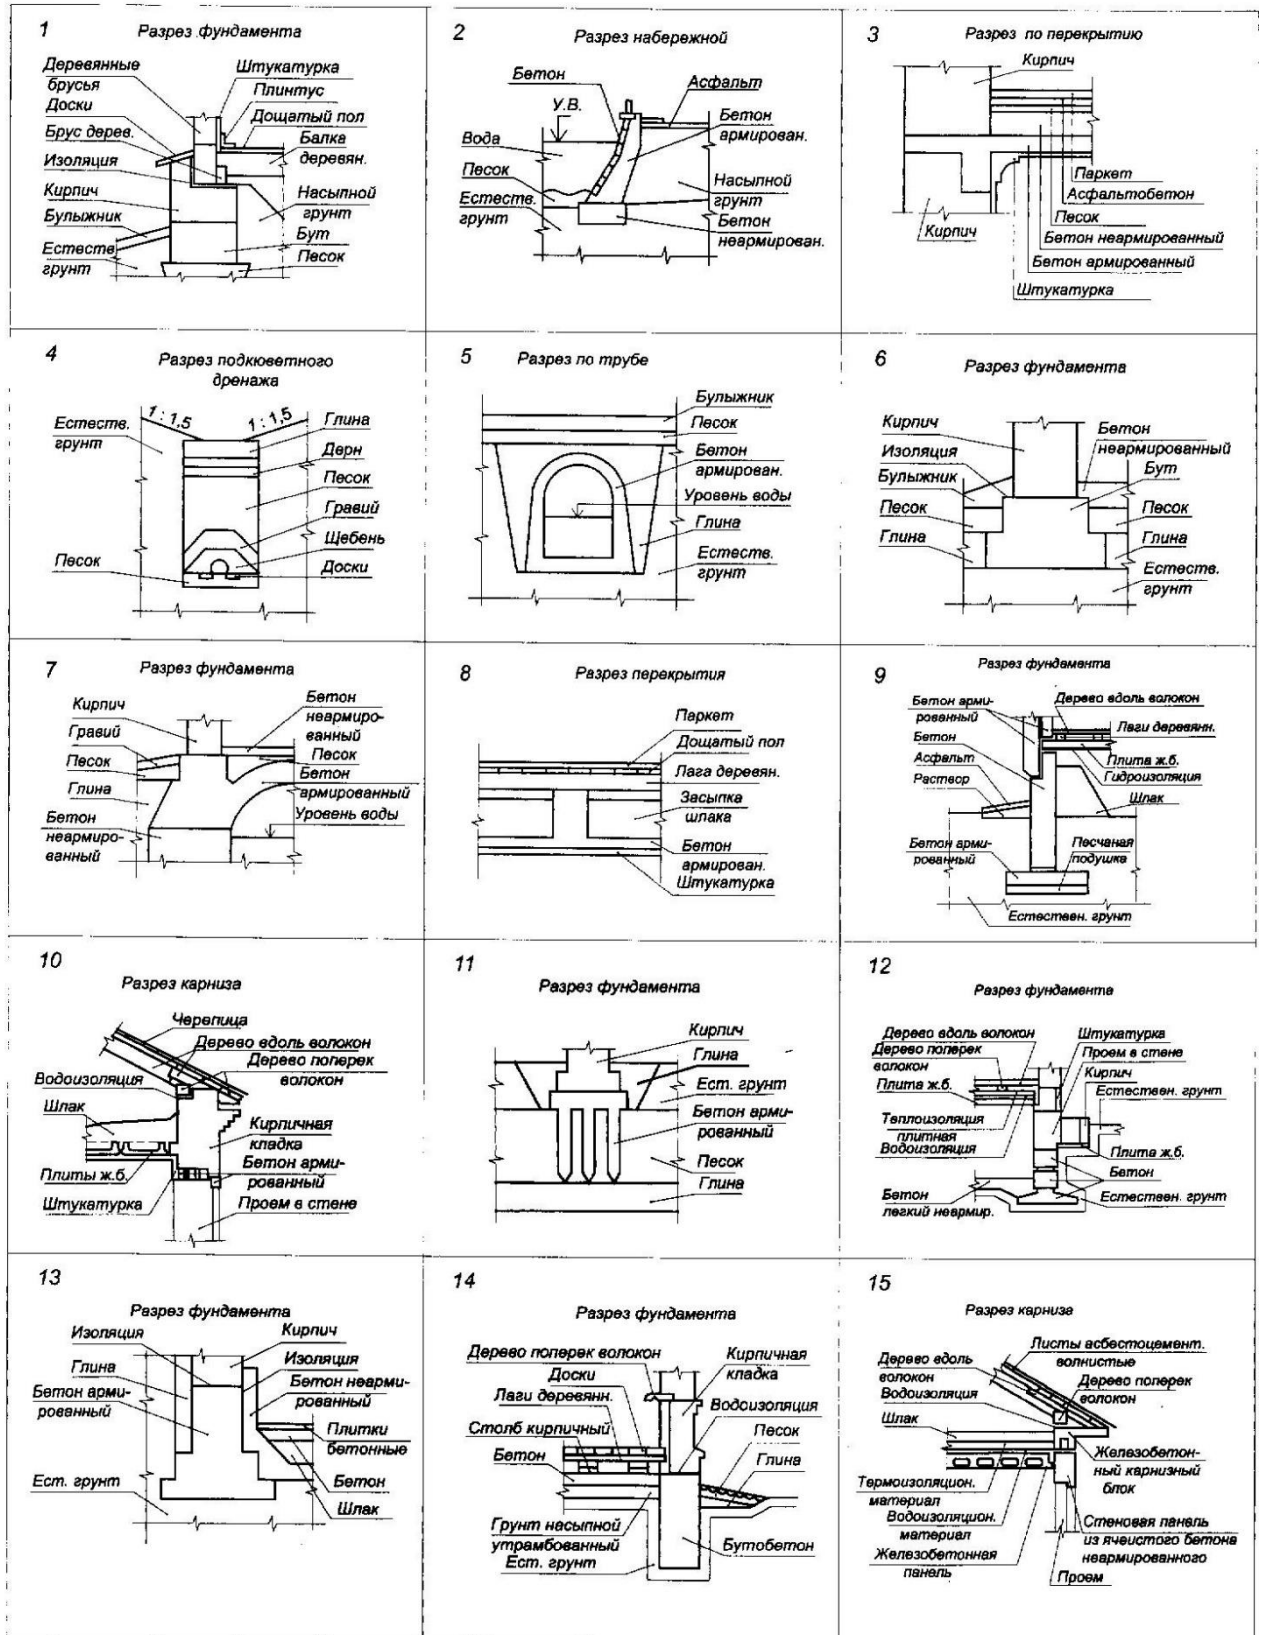 1
Разрез фундамента
Деревянные
брусья
Доски
Брус дерев.
Изоляция
Кирпич
Булыжник
Естеств.
грунт
Штукатурка
Плинтус
Дощатый пол
Балка
деревян.
Насыпной
грунт
Бут
Песок
2
Разрез набережной
Бетон
У.В.
Вода
Песок
Естеств.
грунт
Асфальт
Бетон
армирован.
Насыпной
грунт
Бетон
неармирован.
3
Разрез по перекрытию
Кирпич
Паркет
Асфальтобетон
Песок
Кирпич
Бетон неармированный
Бетон армированный
Штукатурка
4
Разрез подкюветного
дренажа
1:1,5
1:1,5
Естеств.
грунт
Песок
Глина
Дерн
Песок
Гравий
Щебень
Доски
5
Разрез по трубе
Булыжник
Песок
Бетон
армирован.
Уровень воды
Глина
Естеств.
грунт
6
Разрез фундамента
Кирпич
Изоляция
Булыжник
Песок
Глина
Бетон
неармированный
Бут
Песок
Глина
Естеств.
грунт
7
Разрез фундамента
Кирпич
Гравий
Песок
Глина
Бетон
неармиро-
ванный
Бетон
неармиро-
ванный
Песок
Бетон
армированный
Уровень воды
8
Разрез перекрытия
Паркет
Дощатый пол
Лага деревян.
Засыпка
шлака
Бетон
армирован.
Штукатурка
9
Разрез фундамента
Бетон арми-
рованный
Бетон
Асфальт
Раствор
Бетон арми-
рованный
Дерево вдоль волокон
Лаги деревянн.
Плита ж.б.
Гидроизоляция
Шлак
Песчаная
подушка
Естествен. грунт
10
Разрез карниза
Черепица
Дерево вдоль волокон
Дерево поперек
волокон
Водоизоляция
Шлак
Плиты ж.б.
Штукатурка
Кирпичная
кладка
Бетон арми-
рованный
Проем в стене
11
Разрез фундамента
Кирпич
Глина
Ест. грунт
Бетон арми-
рованный
Песок
Глина
12
Разрез фундамента
Дерево вдоль волокон
Дерево поперек
волокон
Плита ж.б.
Теплоизоляция
плитная
Водоизоляция
Бетон
легкий неармир.
Штукатурка
Проем в стене
Кирпич
Естествен. грунт
Плита ж.б.
Бетон
Естествен. грунт
13
Разрез фундамента
Изоляция
Глина
Бетон арми-
рованный
Ест. грунт
Кирпич
Изоляция
Бетон неарми-
рованный
Плитки
бетонные
Бетон
Шлак
14
Разрез фундамента
Дерево поперек волокон
Доски
Лаги деревянн.
Столб кирпичный
Бетон
Грунт насыпной
утрамбованный
Ест. грунт
Кирпичная
кладка
Водоизоляция
Песок
Глина
Бутобетон
15
Разрез карниза
Дерево вдоль
волокон
Водоизоляция
Шлак
Термоизоляцион.
материал
Водоизоляцион.
материал
Железобетонная
панель
Листы асбестоцемент.
волнистые
Дерево поперек
волокон
Железобетон-
ный карнизный
блок
Стеновая панель
из ячеистого бетона
неармированного
Проем